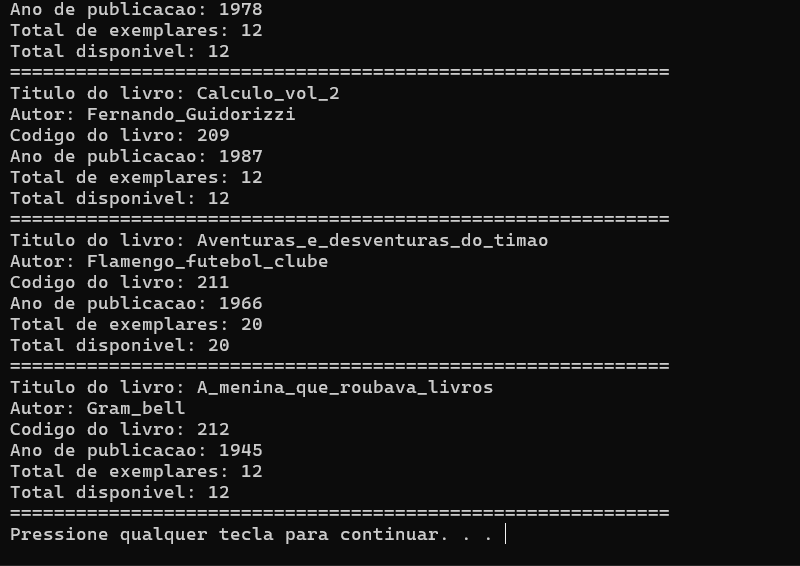 Ano de publicacao: 1978
Total de exemplares: 12
Total disponivel: 12
============================================================
Titulo do livro: Calculo_vol_2
Autor: Fernando_Guidorizzi
Codigo do livro: 209
Ano de publicacao: 1987
Total de exemplares: 12
Total disponivel: 12
============================================================
Titulo do livro: Aventuras_e_desventuras_do_timao
Autor: Flamengo_futebol_clube
Codigo do livro: 211
Ano de publicacao: 1966
Total de exemplares: 20
Total disponivel: 20
============================================================
Titulo do livro: A_menina_que_roubava_livros
Autor: Gram_bell
Codigo do livro: 212
Ano de publicacao: 1945
Total de exemplares: 12
Total disponivel: 12
============================================================
Pressione qualquer tecla para continuar. . .